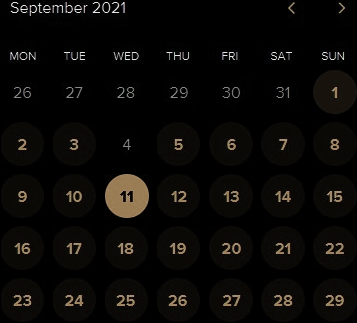 September 2021
MON TUE WED THU FRI SAT SUN
26 27 28 29 30 31 1
2 3 4 5 6 7 8
9 10 11 12 13 14 15
16 17 18 19 20 21 22
23 24 25 26 27 28 29